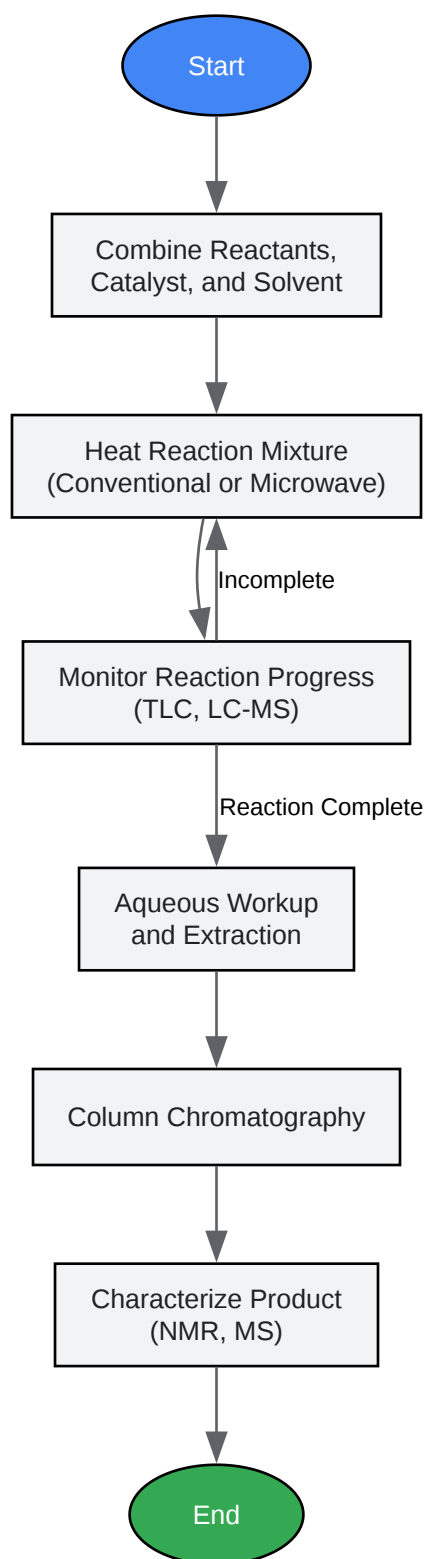 Start
Combine Reactants,
Catalyst, and Solvent
Heat Reaction Mixture
(Conventional or Microwave)
Incomplete
Monitor Reaction Progress
(TLC, LC-MS)
Reaction Complete
Aqueous Workup
and Extraction
Column Chromatography
Characterize Product
(NMR, MS)
End